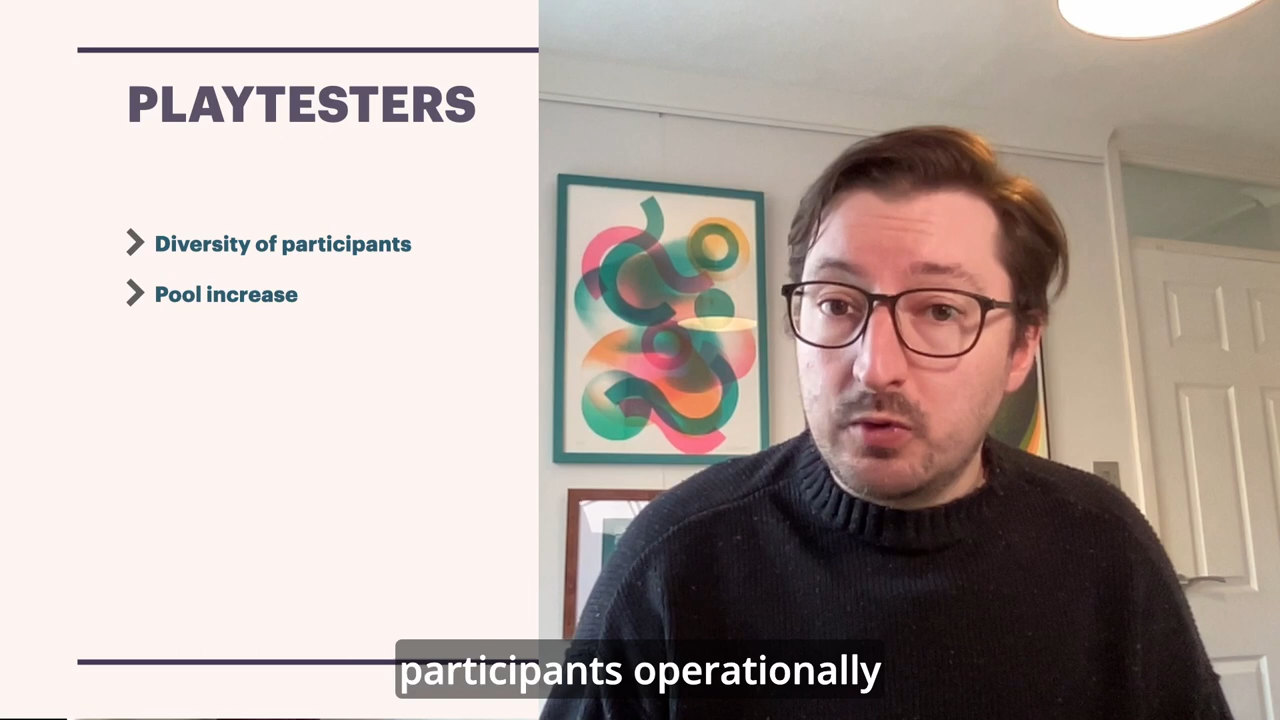 PLAYTESTERS
Diversity of participants
Pool increase
participants operationally